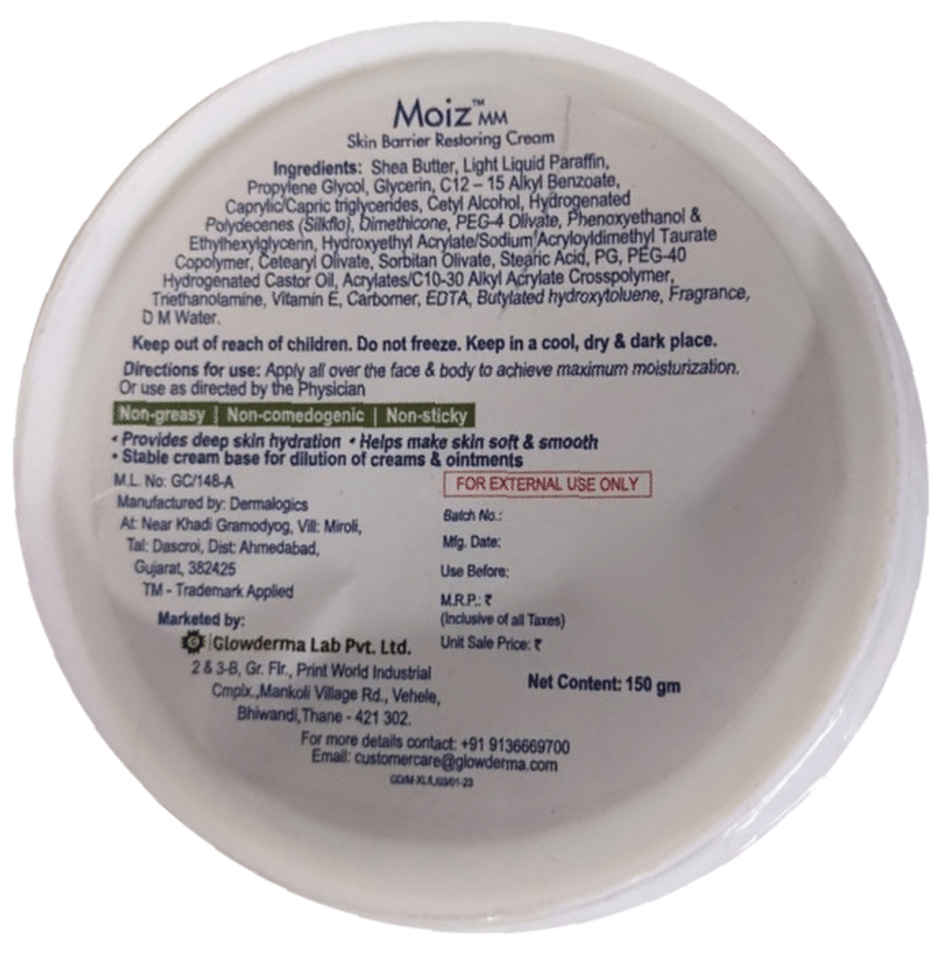 Moiz™ MM
Skin Barrier Restoring Cream
Ingredients: Shea Butter, Light Liquid Paraffin,
Propylene Glycol, Glycerin, C12 – 15 Alkyl Benzoate,
Caprylic/Capric triglycerides, Cetyl Alcohol, Hydrogenated
Polydecenes (Silkflo), Dimethicone, PEG-4 Olivate, Phenoxyethanol &
Ethylhexylglycerin, Hydroxyethyl Acrylate/Sodium Acryloyldimethyl Taurate
Copolymer, Cetearyl Olivate, Sorbitan Olivate, Stearic Acid, PG, PEG-40
Hydrogenated Castor Oil, Acrylates/C10-30 Alkyl Acrylate Crosspolymer,
Triethanolamine, Vitamin E, Carbomer, EDTA, Butylated hydroxytoluene, Fragrance,
D M Water.
Keep out of reach of children. Do not freeze. Keep in a cool, dry & dark place.
Directions for use: Apply all over the face & body to achieve maximum moisturization.
Or use as directed by the Physician
Non-greasy | Non-comedogenic | Non-sticky
• Provides deep skin hydration • Helps make skin soft & smooth
• Stable cream base for dilution of creams & ointments
M.L. No: GC/148-A
Manufactured by: Dermalogics
At: Near Khadi Gramodyog, Vill: Miroli,
Tal: Dascroi, Dist: Ahmedabad,
Gujarat, 382425
TM - Trademark Applied
Marketed by:
Glowderma Lab Pvt. Ltd.
2 & 3-B, Gr. Flr., Print World Industrial
Cmplx.,Mankoli Village Rd., Vehele,
Bhiwandi,Thane - 421 302.
FOR EXTERNAL USE ONLY
Batch No.:
Mfg. Date:
Use Before:
M.R.P.: ₹
(Inclusive of all Taxes)
Unit Sale Price: ₹
Net Content: 150 gm
For more details contact: +91 9136669700
Email: customercare@glowderma.com